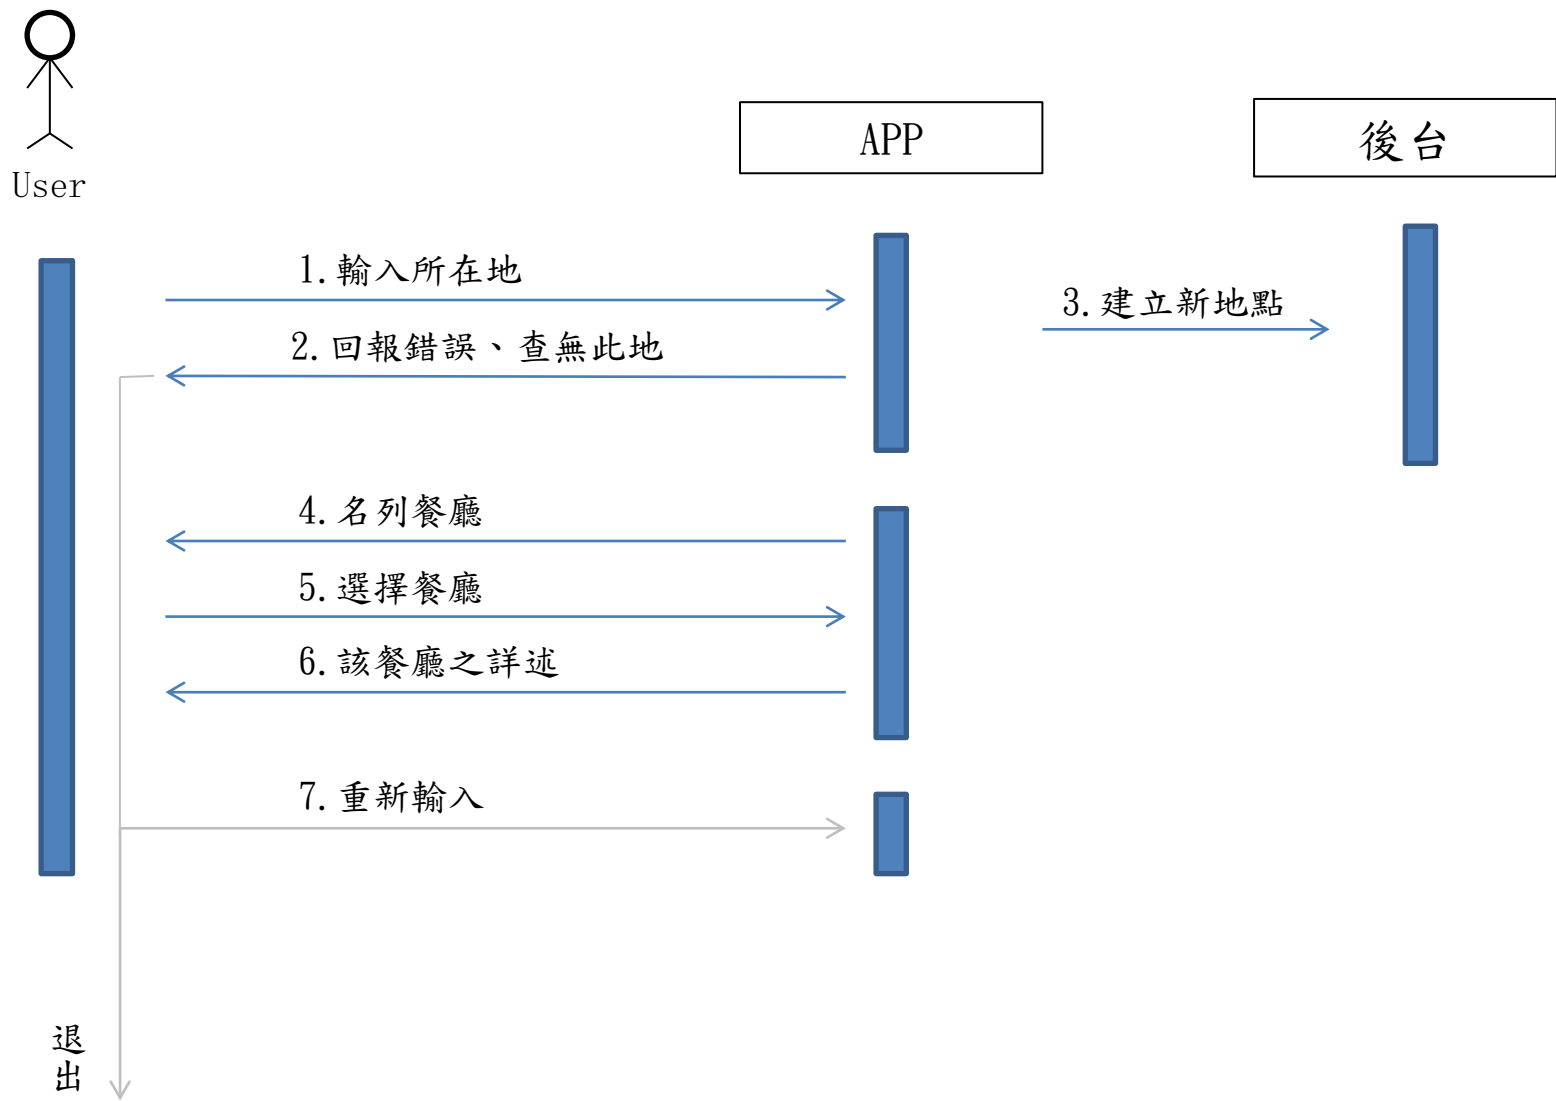 User
APP
後台
1.輸入所在地
3.建立新地點
2.回報錯誤、查無此地
4.名列餐廳
5.選擇餐廳
6.該餐廳之詳述
7.重新輸入
退出